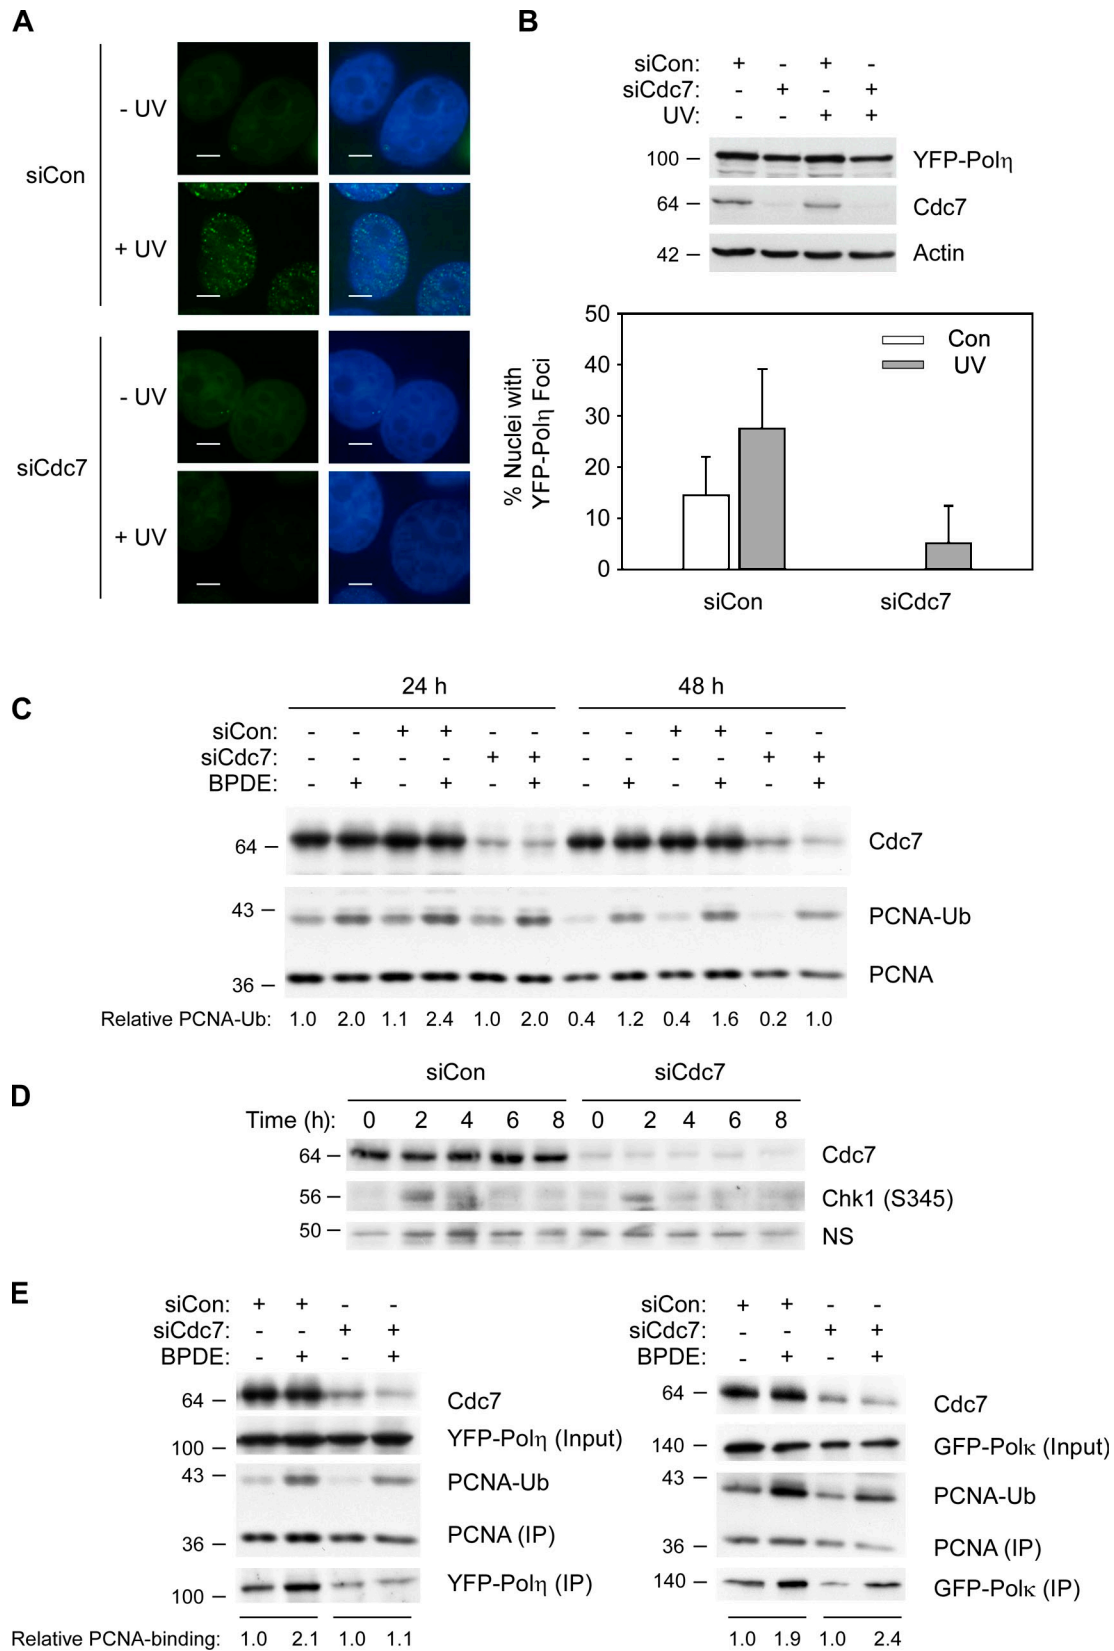 A
siCon
- UV
+ UV
siCdc7
- UV
+ UV
B
siCon: + - + -
siCdc7: - + - +
UV: - - + +
100 YFP-Polη
64 Cdc7
42 Actin
% Nuclei with
YFP-Polη Foci
50
40
30
20
10
0
Con
UV
siCon siCdc7
C
24 h 48 h
siCon: - - + + - - - - + + - -
siCdc7: - - - - + + - - - - + +
BPDE: - + - + - + - + - + - +
64 Cdc7
43 PCNA-Ub
36 PCNA
Relative PCNA-Ub: 1.0 2.0 1.1 2.4 1.0 2.0 0.4 1.2 0.4 1.6 0.2 1.0
D
siCon siCdc7
Time (h): 0 2 4 6 8 0 2 4 6 8
64 Cdc7
56 Chk1 (S345)
50 NS
E
siCon: + + - -
siCdc7: - - + +
BPDE: - + - +
64 Cdc7
100 YFP-Polη (Input)
43 PCNA-Ub
36 PCNA (IP)
100 YFP-Polη (IP)
Relative PCNA-binding: 1.0 2.1 1.0 1.1
siCon: + + - -
siCdc7: - - + +
BPDE: - + - +
64 Cdc7
140 GFP-Polκ (Input)
43 PCNA-Ub
36 PCNA (IP)
140 GFP-Polκ (IP)
1.0 1.9 1.0 2.4